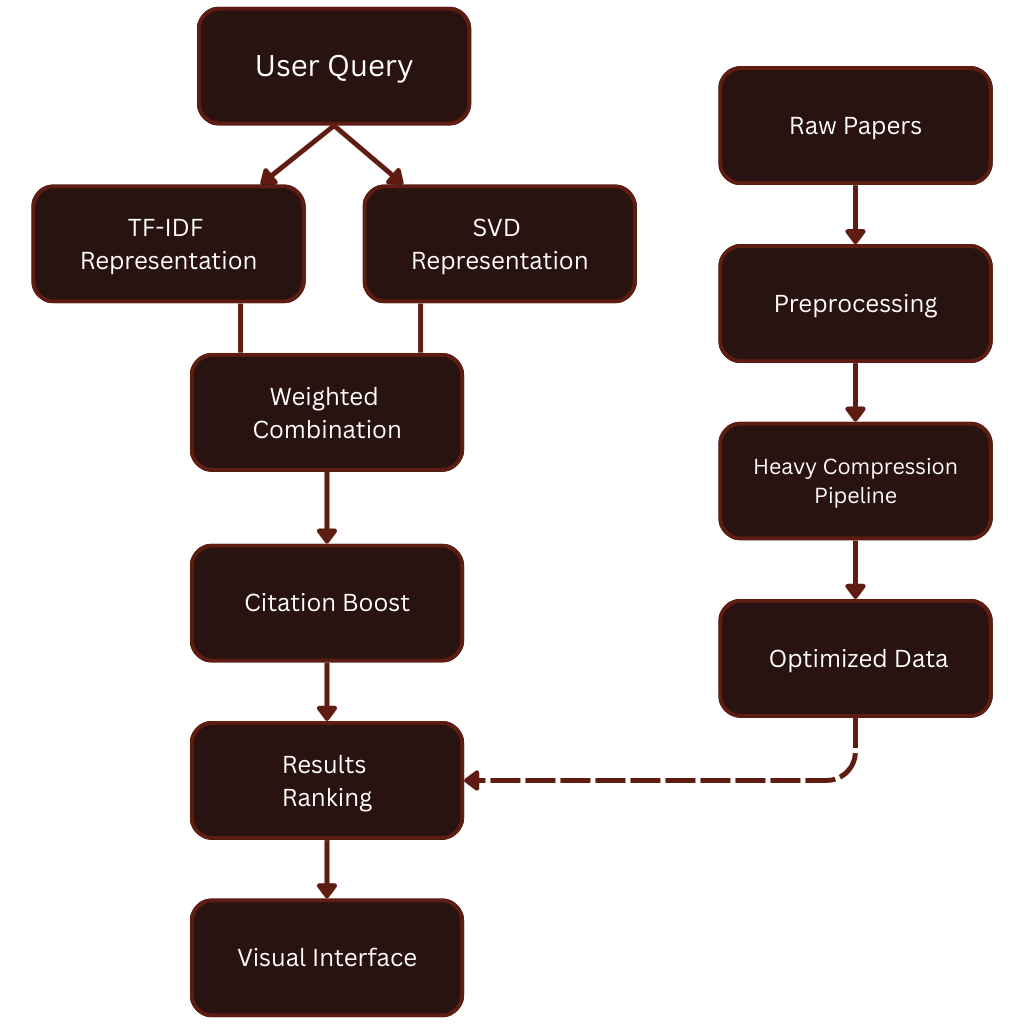 User Query
TF-IDF
Representation
SVD
Representation
Weighted
Combination
Citation Boost
Results
Ranking
Visual Interface
Raw Papers
Preprocessing
Heavy Compression
Pipeline
Optimized Data